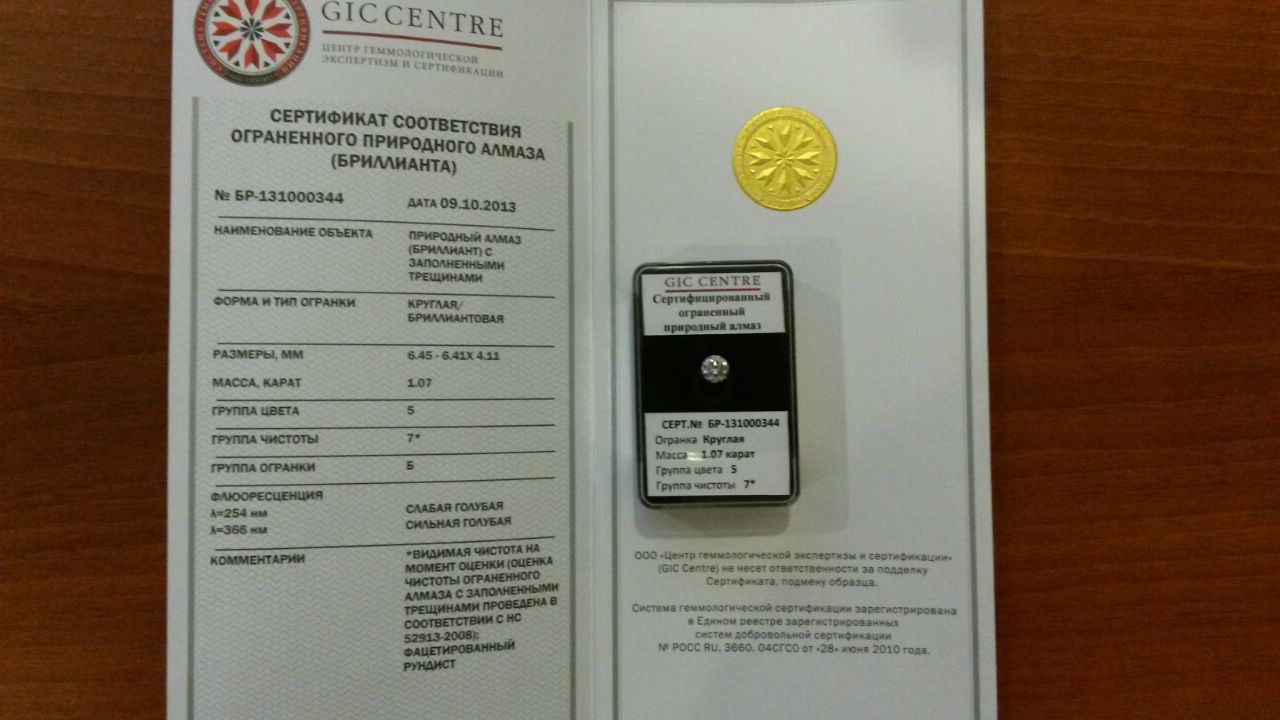 GIC CENTRE
ЦЕНТР ГЕММОЛОГИЧЕСКОЙ
ЭКСПЕРТИЗЫ И СЕРТИФИКАЦИИ
СЕРТИФИКАТ СООТВЕТСТВИЯ
ОГРАНЕННОГО ПРИРОДНОГО АЛМАЗА
(БРИЛЛИАНТА)
№ БР-131000344 ДАТА 09.10.2013
НАИМЕНОВАНИЕ ОБЪЕКТА ПРИРОДНЫЙ АЛМАЗ
(БРИЛЛИАНТ) С
ЗАПОЛНЕННЫМИ
ТРЕЩИНАМИ
ФОРМА И ТИП ОГРАНКИ КРУГЛАЯ/
БРИЛЛИАНТОВАЯ
РАЗМЕРЫ, ММ 6.45 - 6.41X 4.11
МАССА, КАРАТ 1.07
ГРУППА ЦВЕТА 5
ГРУППА ЧИСТОТЫ 7*
ГРУППА ОГРАНКИ Б
ФЛЮОРЕСЦЕНЦИЯ
λ=254 нм СЛАБАЯ ГОЛУБАЯ
λ=366 нм СИЛЬНАЯ ГОЛУБАЯ
КОММЕНТАРИИ *ВИДИМАЯ ЧИСТОТА НА
МОМЕНТ ОЦЕНКИ (ОЦЕНКА
ЧИСТОТЫ ОГРАНЕННОГО
АЛМАЗА С ЗАПОЛНЕННЫМИ
ТРЕЩИНАМИ ПРОВЕДЕНА В
СООТВЕТСТВИИ С НС
52913-2008);
ФАЦЕТИРОВАННЫЙ
РУНДИСТ
GIC CENTRE
Сертифицированный
ограненный
природный алмаз
СЕРТ.№ БР-131000344
Огранка Круглая
Масса 1.07 карат
Группа цвета 5
Группа чистоты 7*
ООО «Центр геммологической экспертизы и сертификации»
(GIC Centre) не несет ответственности за подделку
Сертификата, подмену образца.
Система геммологической сертификации зарегистрирована
в Едином реестре зарегистрированных
систем добровольной сертификации
№ РОСС RU. 3660. 04СГС0 от «28» июня 2010 года.